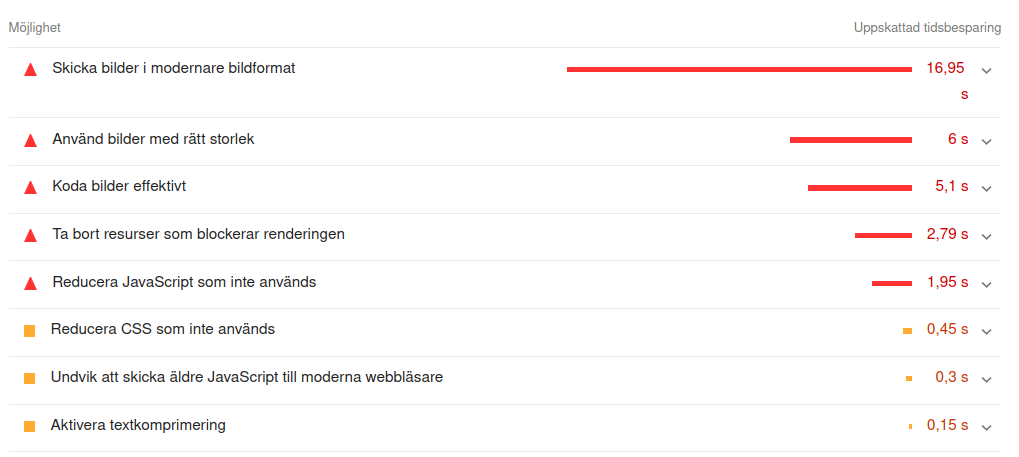 Möjlighet Uppskattad tidsbesparing
Skicka bilder i modernare bildformat 16,95
s
Använd bilder med rätt storlek 6 s
Koda bilder effektivt 5,1 s
Ta bort resurser som blockerar renderingen 2,79 s
Reducera JavaScript som inte används 1,95 s
Reducera CSS som inte används 0,45 s
Undvik att skicka äldre JavaScript till moderna webbläsare 0,3 s
Aktivera textkomprimering 0,15 s